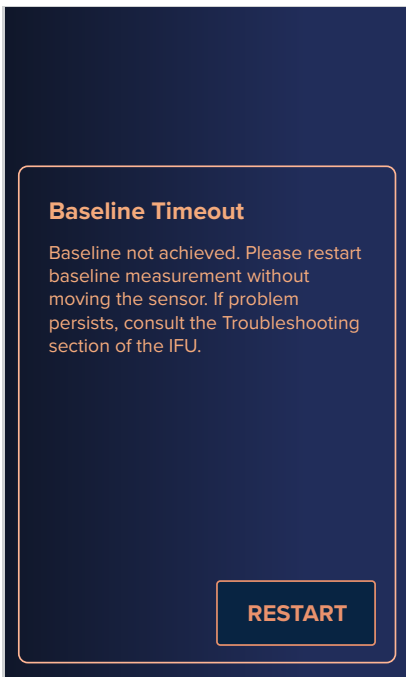 Baseline Timeout
Baseline not achieved. Please restart
baseline measurement without
moving the sensor. If problem
persists, consult the Troubleshooting
section of the IFU.
RESTART